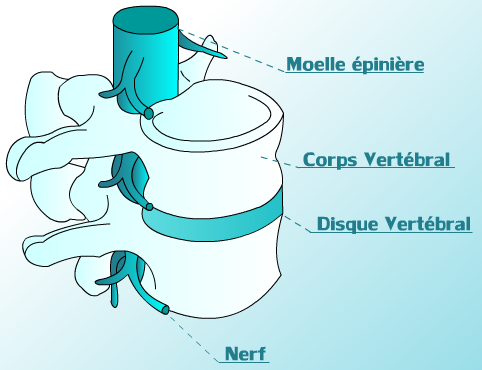 Moelle épinière
Corps Vertébral
Disque Vertébral
Nerf